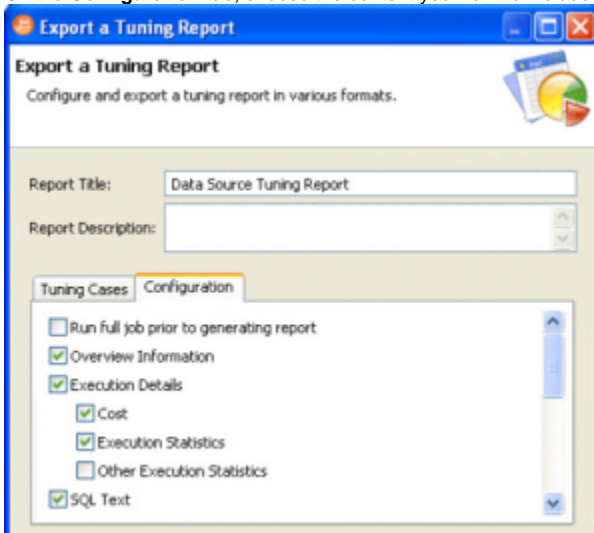 Export a Tuning Report
Export a Tuning Report
Configure and export a tuning report in various formats.
Report Title: Data Source Tuning Report
Report Description:
Tuning Cases Configuration
Run full job prior to generating report
Overview Information
Execution Details
Cost
Execution Statistics
Other Execution Statistics
SQL Text